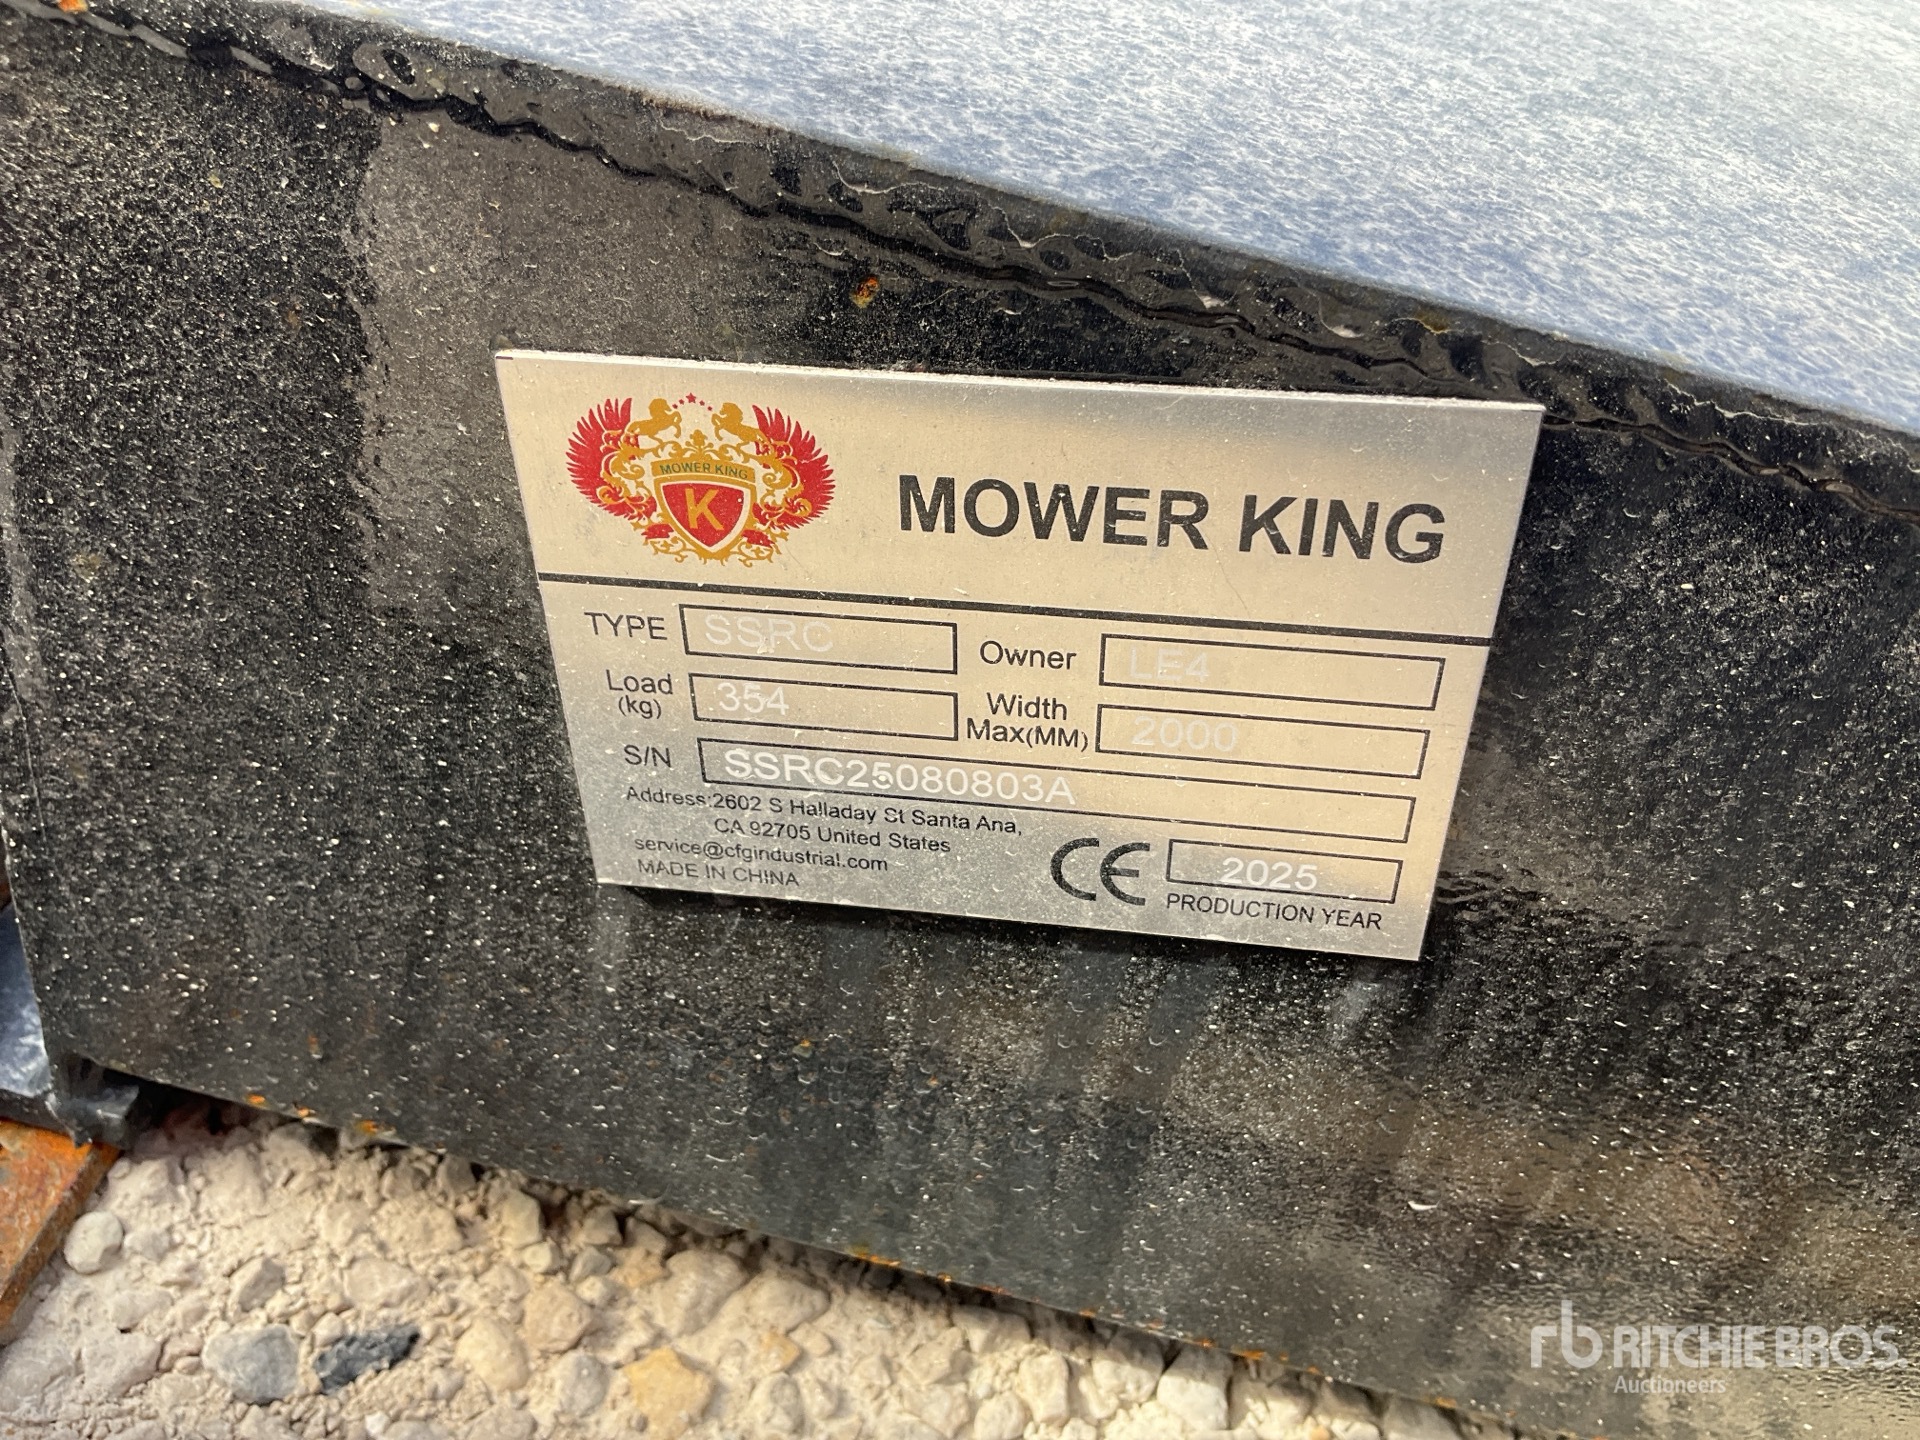 MOWER KING
K
MOWER KING
TYPE SSRC Owner LE4
Load (kg) 354 Width Max(MM) 2000
S/N SSRC25080803A
Address:2602 S Halladay St Santa Ana,
CA 92705 United States
service@cfgindustrial.com
MADE IN CHINA
CE 2025
PRODUCTION YEAR
rb RITCHIE BROS.
Auctioneers